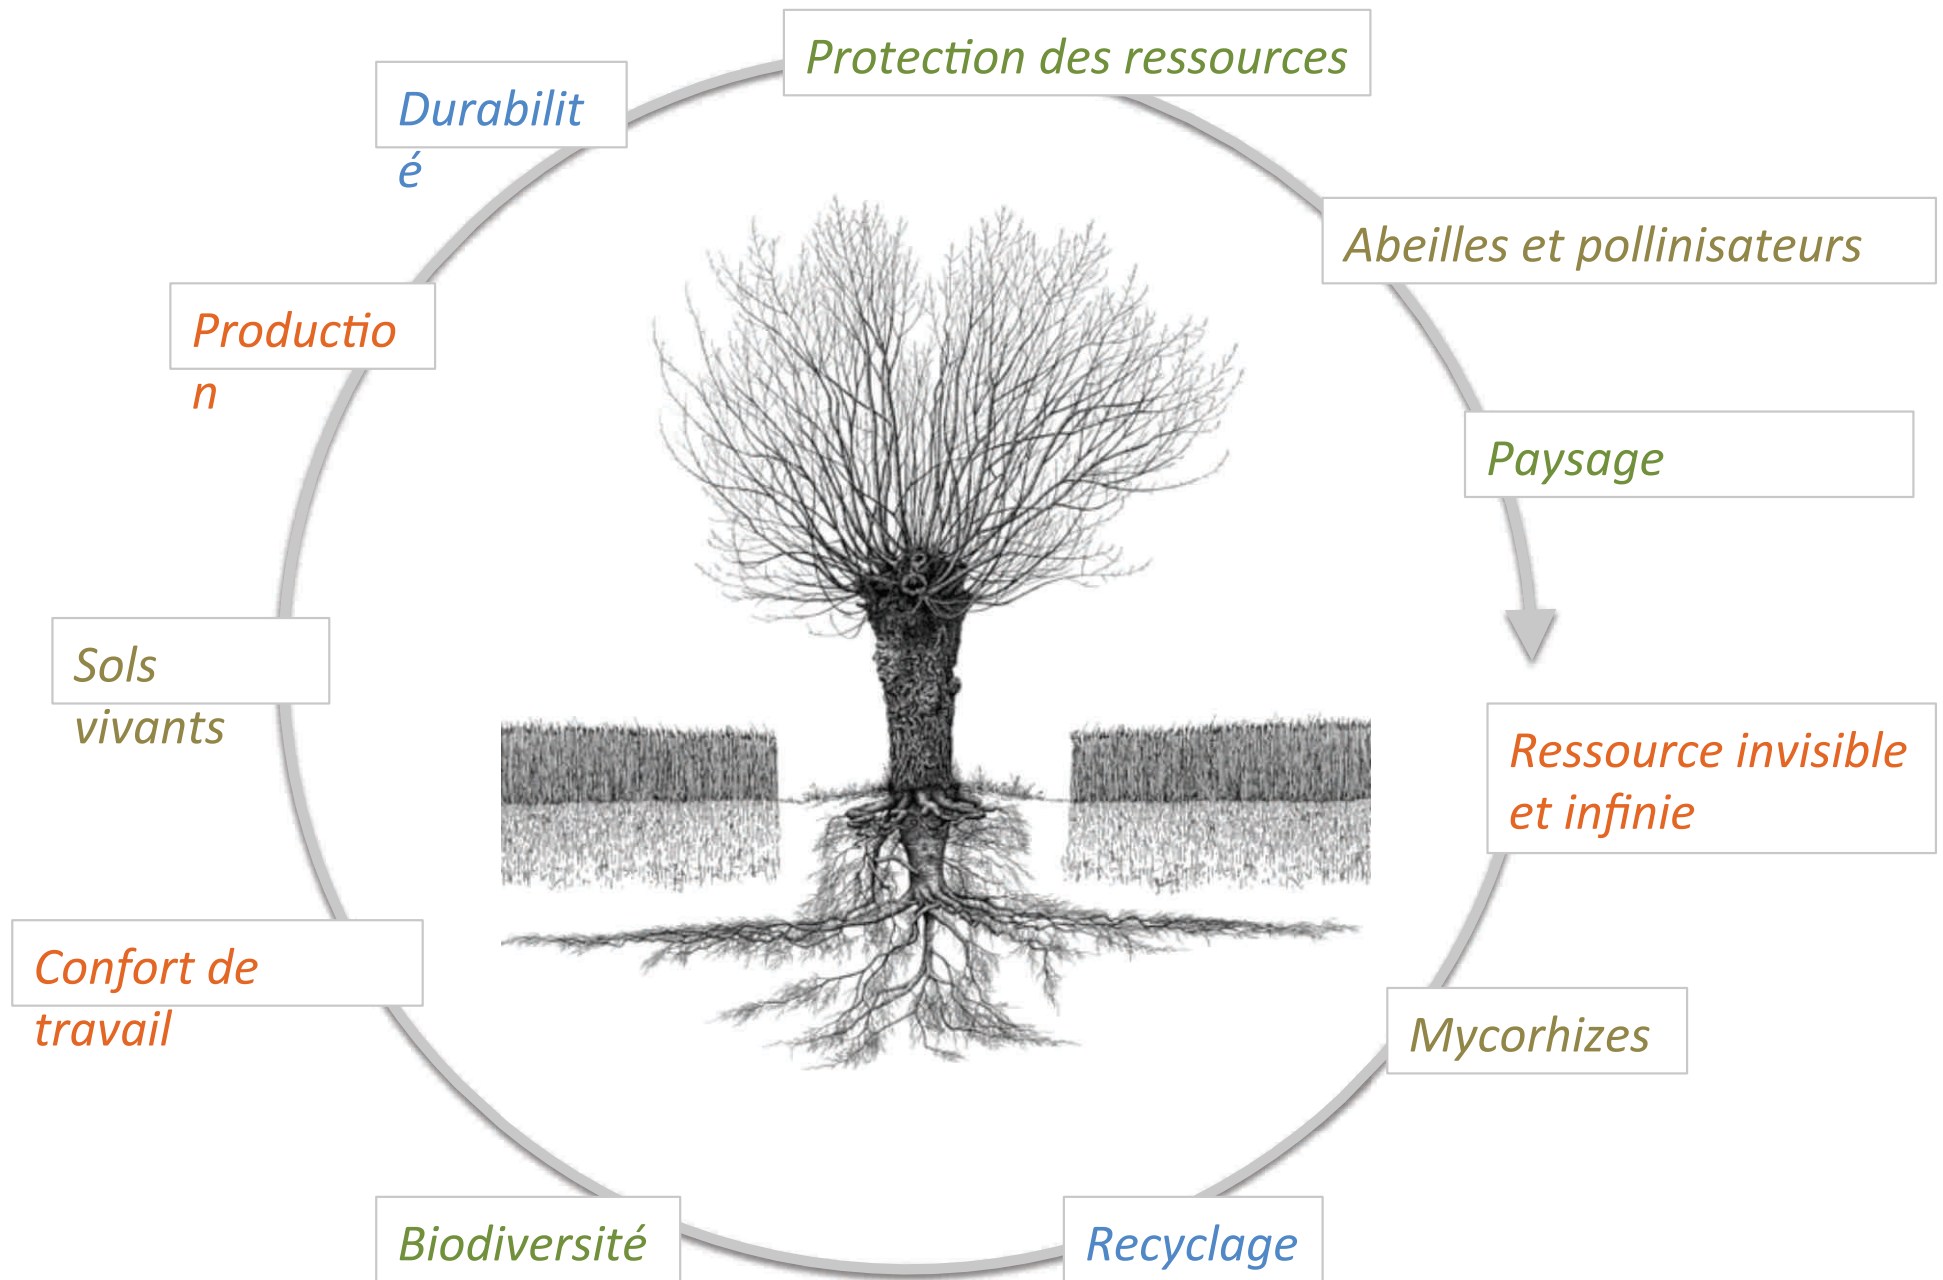 Protection des ressources
Durabilit
é
Abeilles et pollinisateurs
Productio
n
Paysage
Sols
vivants
Ressource invisible
et infinie
Confort de
travail
Mycorhizes
Biodiversité
Recyclage